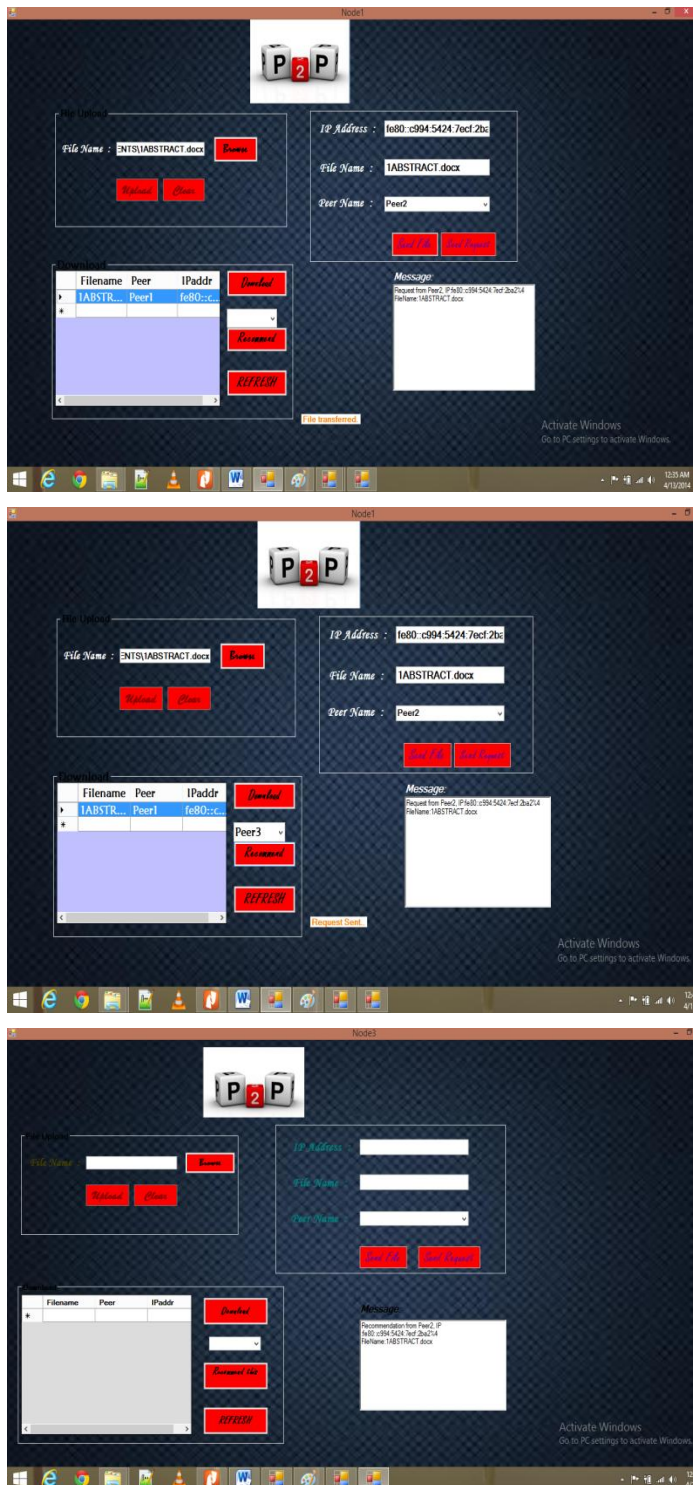 Node1
P 2 P
File Upload
File Name : ENTS\1ABSTRACT.docx Browse
Upload Clear
IP Address : fe80::c994:5424:7ecf:2ba
File Name : 1ABSTRACT.docx
Peer Name : Peer2
Send File Send Request
Download
Filename Peer IPaddr
1ABSTR... Peer1 fe80::c...
Download
Recommend
REFRESH
Message:
Request from Peer2, IP:fe80::c994:5424:7ecf:2ba2%4
FileName:1ABSTRACT.docx
File transferred.
Activate Windows
Go to PC settings to activate Windows.
12:35 AM
4/13/2014
Node1
P 2 P
File Upload
File Name : ENTS\1ABSTRACT.docx Browse
Upload Clear
IP Address : fe80::c994:5424:7ecf:2ba
File Name : 1ABSTRACT.docx
Peer Name : Peer2
Send File Send Request
Download
Filename Peer IPaddr
1ABSTR... Peer1 fe80::c...
Download
Peer3
Recommend
REFRESH
Message:
Request from Peer2, IP:fe80::c994:5424:7ecf:2ba2%4
FileName:1ABSTRACT.docx
Request Sent..
Activate Windows
Go to PC settings to activate Windows.
Node3
P 2 P
File Upload
File Name : Browse
Upload Clear
IP Address :
File Name :
Peer Name
Send File Send Request
Download
Filename Peer IPaddr
Download
Recommend this
REFRESH
Message:
Recommendation from Peer2, IP
fe80::c994:5424:7ecf:2ba2%4
FileName:1ABSTRACT.docx
Activate Windows
Go to PC settings to activate Windows.